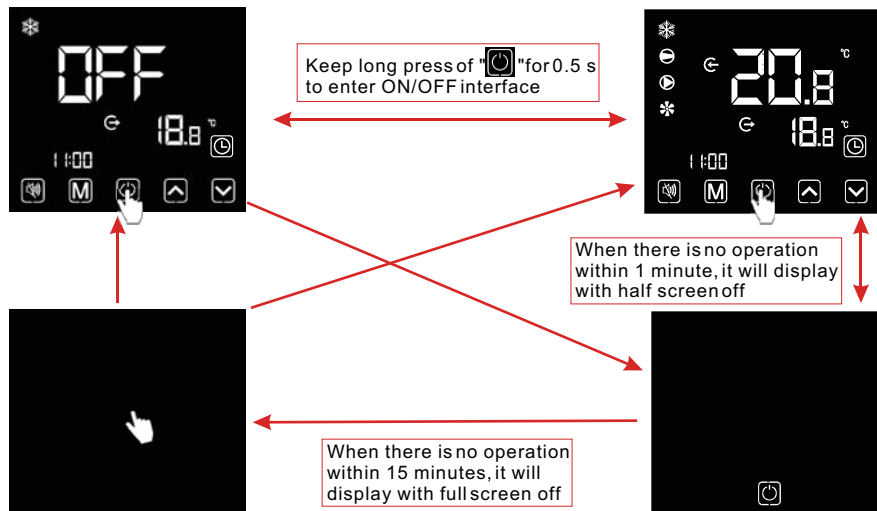 OFF
18.8 °C
11:00
M
Keep long press of " "for 0.5 s
to enter ON/OFF interface
20.8 °C
18.8 °C
11:00
M
When there is no operation
within 1 minute, it will display
with half screen off
When there is no operation
within 15 minutes, it will
display with full screen off